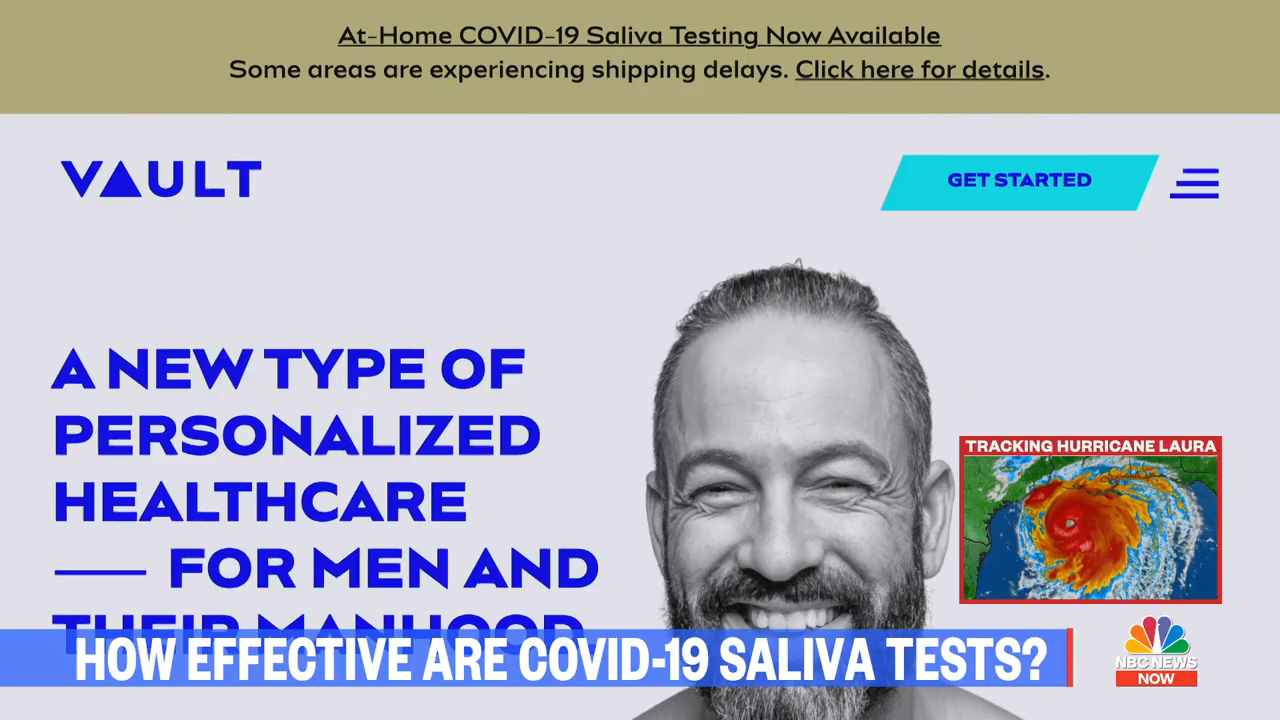 At-Home COVID-19 Saliva Testing Now Available
Some areas are experiencing shipping delays. Click here for details.
VAULT
GET STARTED
A NEW TYPE OF
PERSONALIZED
HEALTHCARE
— FOR MEN AND
THEIR MANHOOD.
TRACKING HURRICANE LAURA
HOW EFFECTIVE ARE COVID-19 SALIVA TESTS?
NBC NEWS
NOW